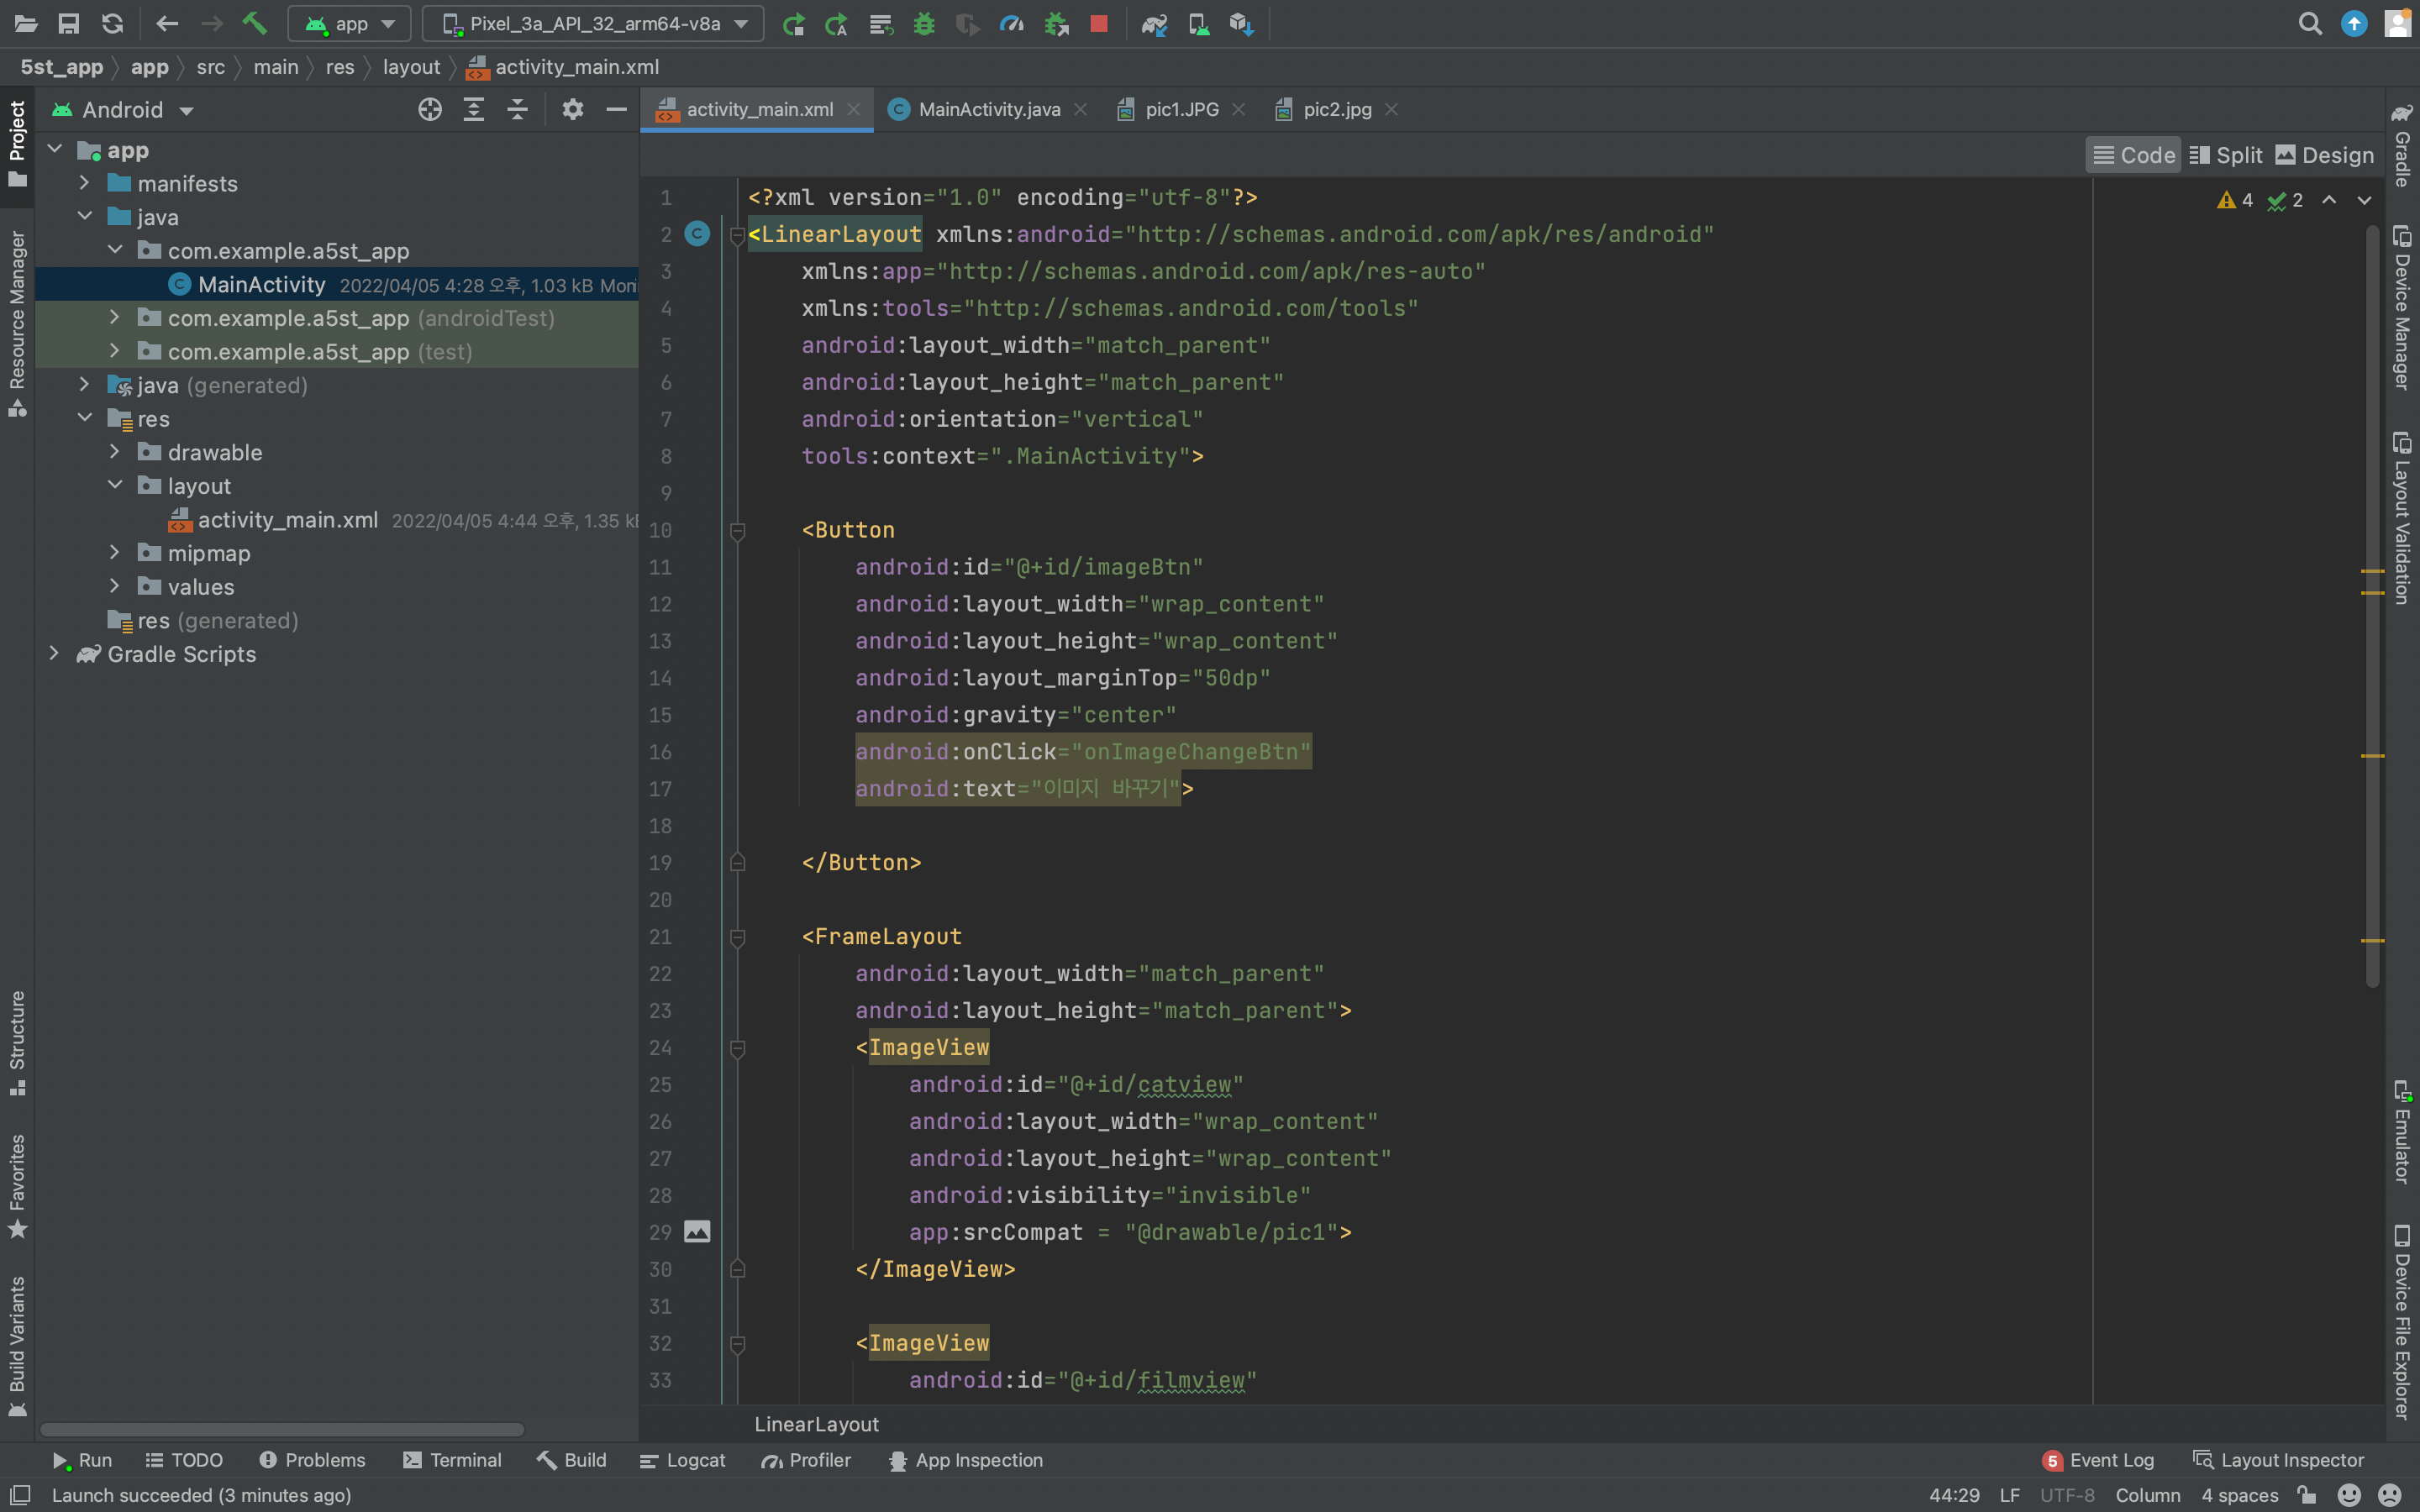 app
Pixel_3a_API_32_arm64-v8a
5st_app
app
src
main
res
layout
activity_main.xml
Project
Resource Manager
Structure
Favorites
Build Variants
Android
app
manifests
java
com.example.a5st_app
MainActivity 2022/04/05 4:28 오후, 1.03 kB
com.example.a5st_app (androidTest)
com.example.a5st_app (test)
java (generated)
res
drawable
layout
activity_main.xml 2022/04/05 4:44 오후, 1.35
mipmap
values
res (generated)
Gradle Scripts
activity_main.xml
MainActivity.java
pic1.JPG
pic2.jpg
Code
Split
Design
4
2
1 <?xml version="1.0" encoding="utf-8"?>
2 <LinearLayout xmlns:android="http://schemas.android.com/apk/res/android"
3 xmlns:app="http://schemas.android.com/apk/res-auto"
4 xmlns:tools="http://schemas.android.com/tools"
5 android:layout_width="match_parent"
6 android:layout_height="match_parent"
7 android:orientation="vertical"
8 tools:context=".MainActivity">
9
10 <Button
11 android:id="@+id/imageBtn"
12 android:layout_width="wrap_content"
13 android:layout_height="wrap_content"
14 android:layout_marginTop="50dp"
15 android:gravity="center"
16 android:onClick="onImageChangeBtn"
17 android:text="이미지 바꾸기">
18
19 </Button>
20
21 <FrameLayout
22 android:layout_width="match_parent"
23 android:layout_height="match_parent">
24 <ImageView
25 android:id="@+id/catview"
26 android:layout_width="wrap_content"
27 android:layout_height="wrap_content"
28 android:visibility="invisible"
29 app:srcCompat = "@drawable/pic1">
30 </ImageView>
31
32 <ImageView
33 android:id="@+id/filmview"
LinearLayout
Gradle
Device Manager
Layout Validation
Emulator
Device File Explorer
Run
TODO
Problems
Terminal
Build
Logcat
Profiler
App Inspection
5 Event Log
Layout Inspector
Launch succeeded (3 minutes ago)
44:29
LF
UTF-8
Column
4 spaces